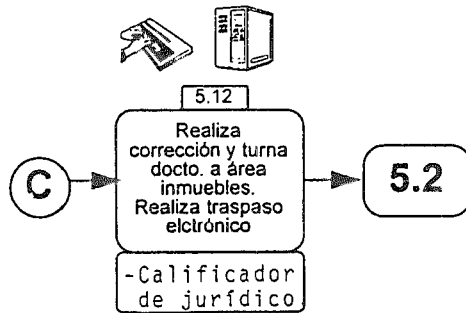 5.12
Realiza
corrección y turna
docto. a área
inmuebles.
Realiza traspaso
elctrónico
C
5.2
-Calificador
de jurídico